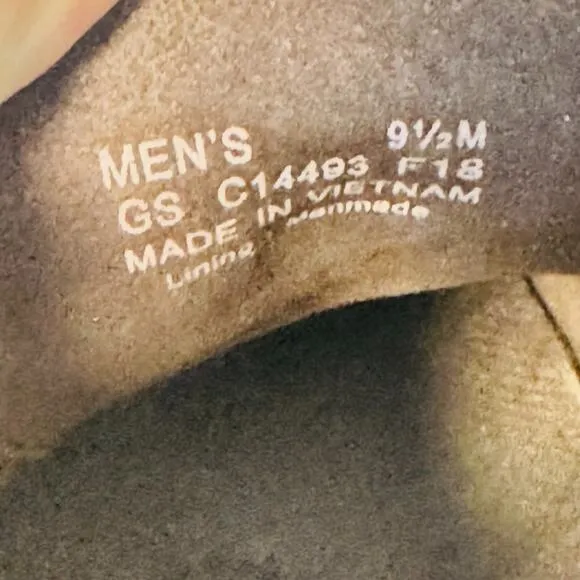 MEN'S 9½M
GS C14493 F18
MADE IN VIETNAM
Lining - Manmade